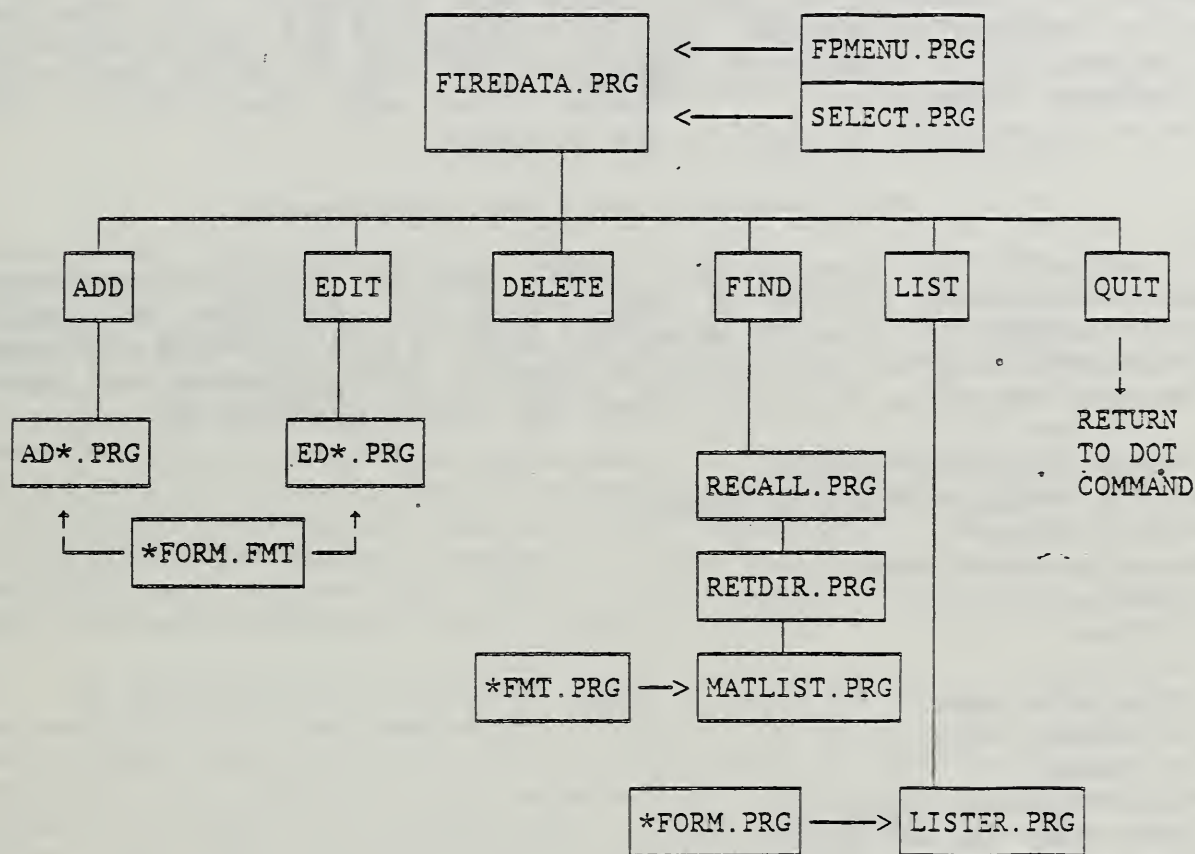 FPMENU.PRG
FIREDATA.PRG
SELECT.PRG
ADD
EDIT
DELETE
FIND
LIST
QUIT
RETURN
TO DOT
COMMAND
AD*.PRG
ED*.PRG
*FORM.FMT
RECALL.PRG
RETDIR.PRG
*FMT.PRG
MATLIST.PRG
*FORM.PRG
LISTER.PRG